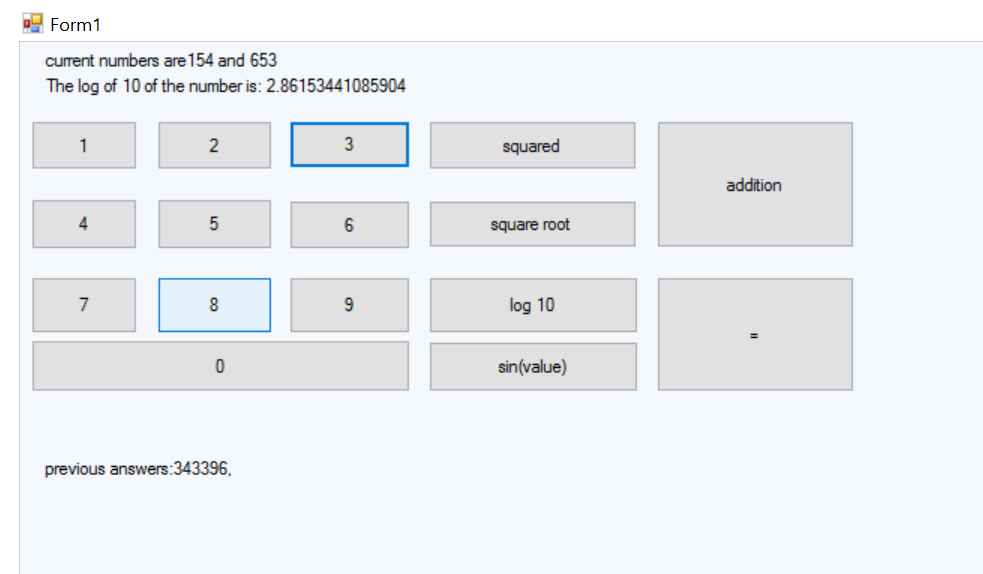 Form1
current numbers are154 and 653
The log of 10 of the number is: 2.86153441085904
1 2 3 squared
addition
4 5 6 square root
7 8 9 log 10
=
0 sin(value)
previous answers:343396,